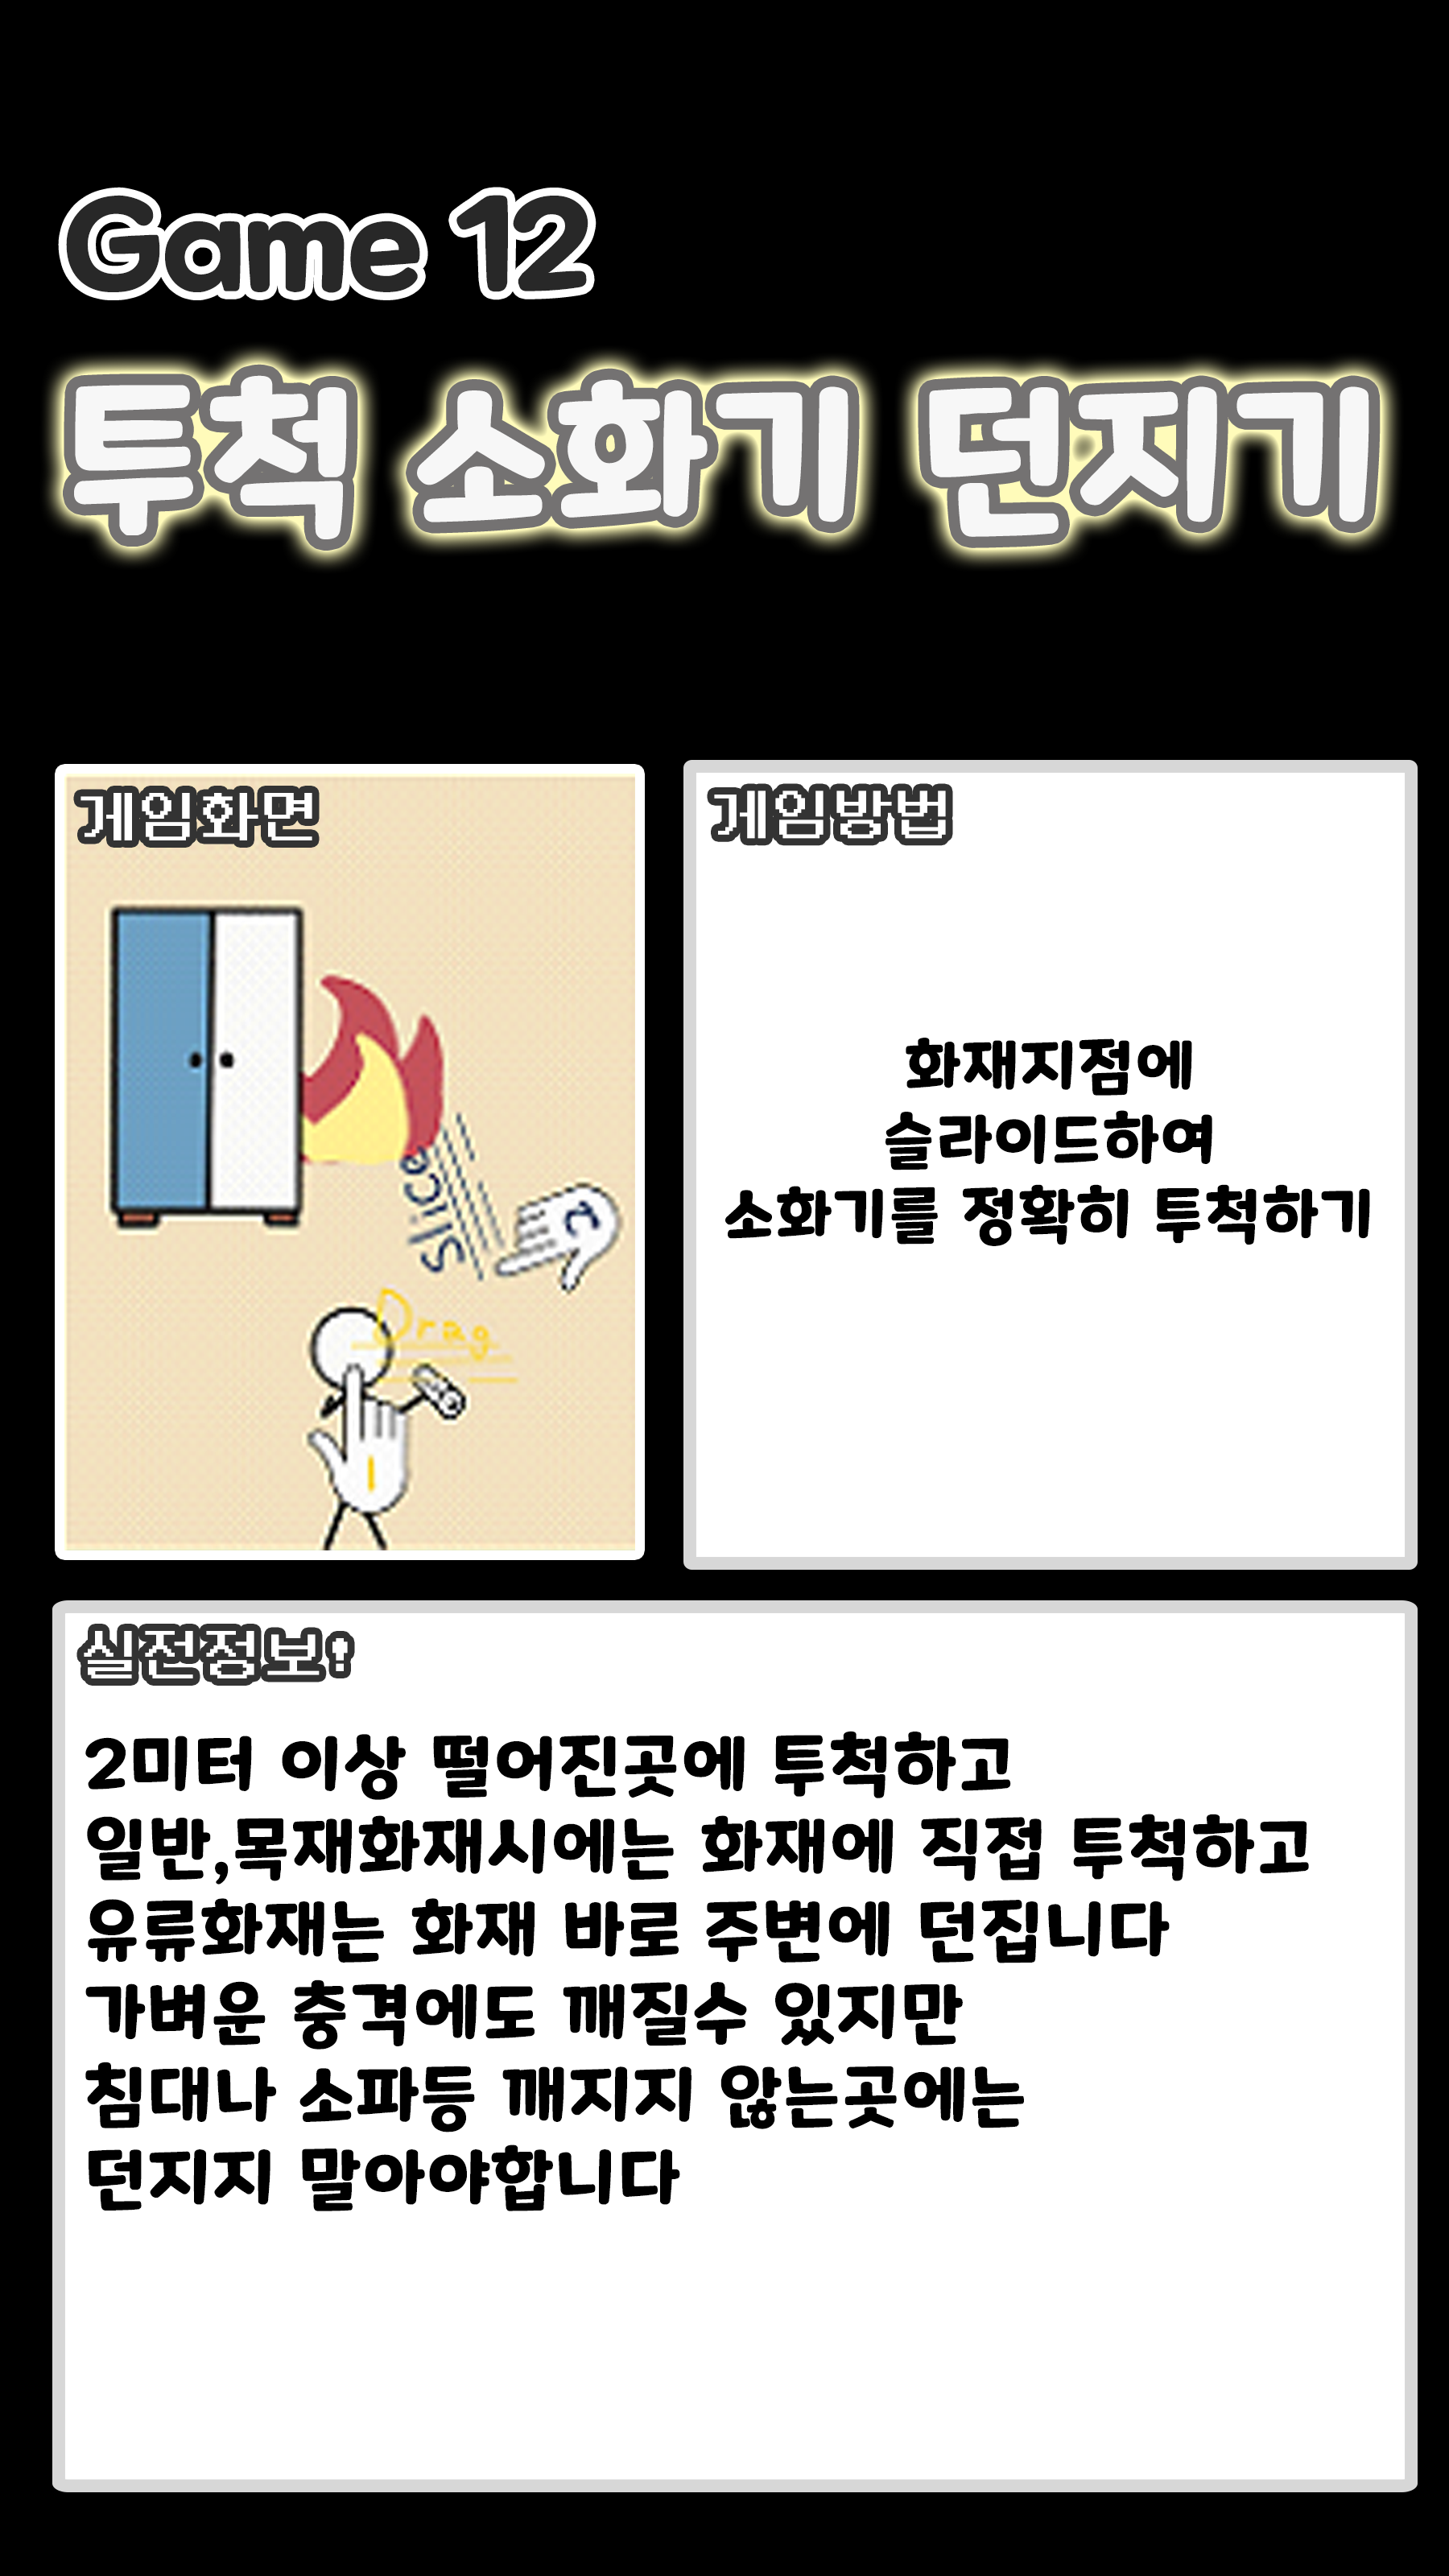 Game 12
투척 소화기 던지기
게임화면
Slice
2
Drag
1
게임방법
화재지점에
슬라이드하여
소화기를 정확히 투척하기
실전정보!
2미터 이상 떨어진곳에 투척하고
일반,목재화재시에는 화재에 직접 투척하고
유류화재는 화재 바로 주변에 던집니다
가벼운 충격에도 깨질수 있지만
침대나 소파등 깨지지 않는곳에는
던지지 말아야합니다